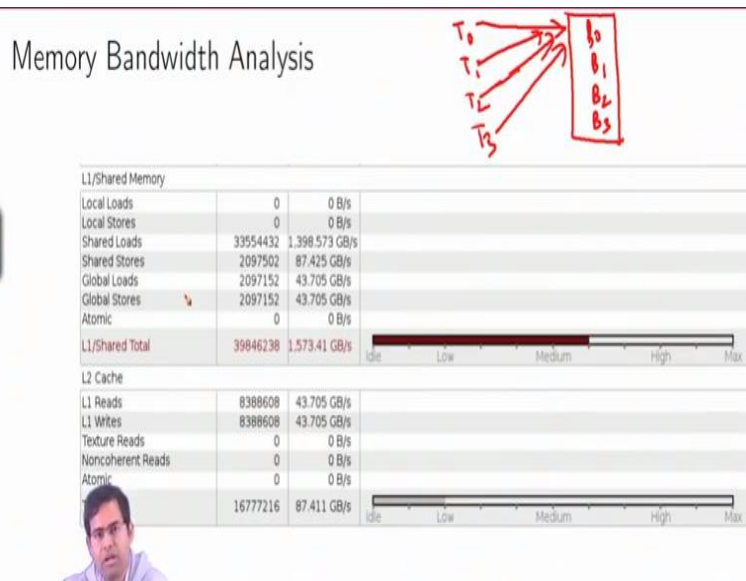 Memory Bandwidth Analysis
T0 B0
T1 B1
T2 B2
T3 B3
L1/Shared Memory
Local Loads 0 0 B/s
Local Stores 0 0 B/s
Shared Loads 33554432 1,398.573 GB/s
Shared Stores 2097502 87.425 GB/s
Global Loads 2097152 43.705 GB/s
Global Stores 2097152 43.705 GB/s
Atomic 0 0 B/s
L1/Shared Total 39846238 1,573.41 GB/s Idle Low Medium High Max
L2 Cache
L1 Reads 8388608 43.705 GB/s
L1 Writes 8388608 43.705 GB/s
Texture Reads 0 0 B/s
Noncoherent Reads 0 0 B/s
Atomic 0 0 B/s
16777216 87.411 GB/s Idle Low Medium High Max